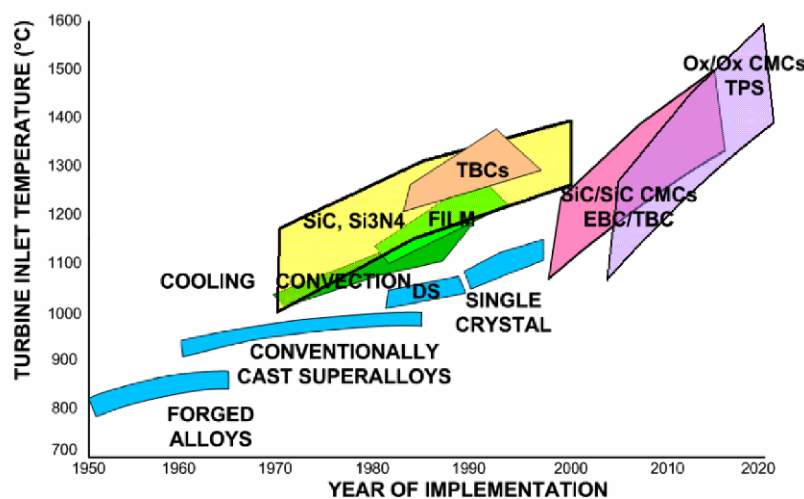 TURBINE INLET TEMPERATURE (°C)
1600
1500
1400
1300
1200
1100
1000
900
800
700
Ox/Ox CMCs
TPS
TBCs
SiC/SiC CMCs
EBC/TBC
SiC, Si3N4
FILM
COOLING CONVECTION
DS
SINGLE
CRYSTAL
CONVENTIONALLY
CAST SUPERALLOYS
FORGED
ALLOYS
1950 1960 1970 1980 1990 2000 2010 2020
YEAR OF IMPLEMENTATION